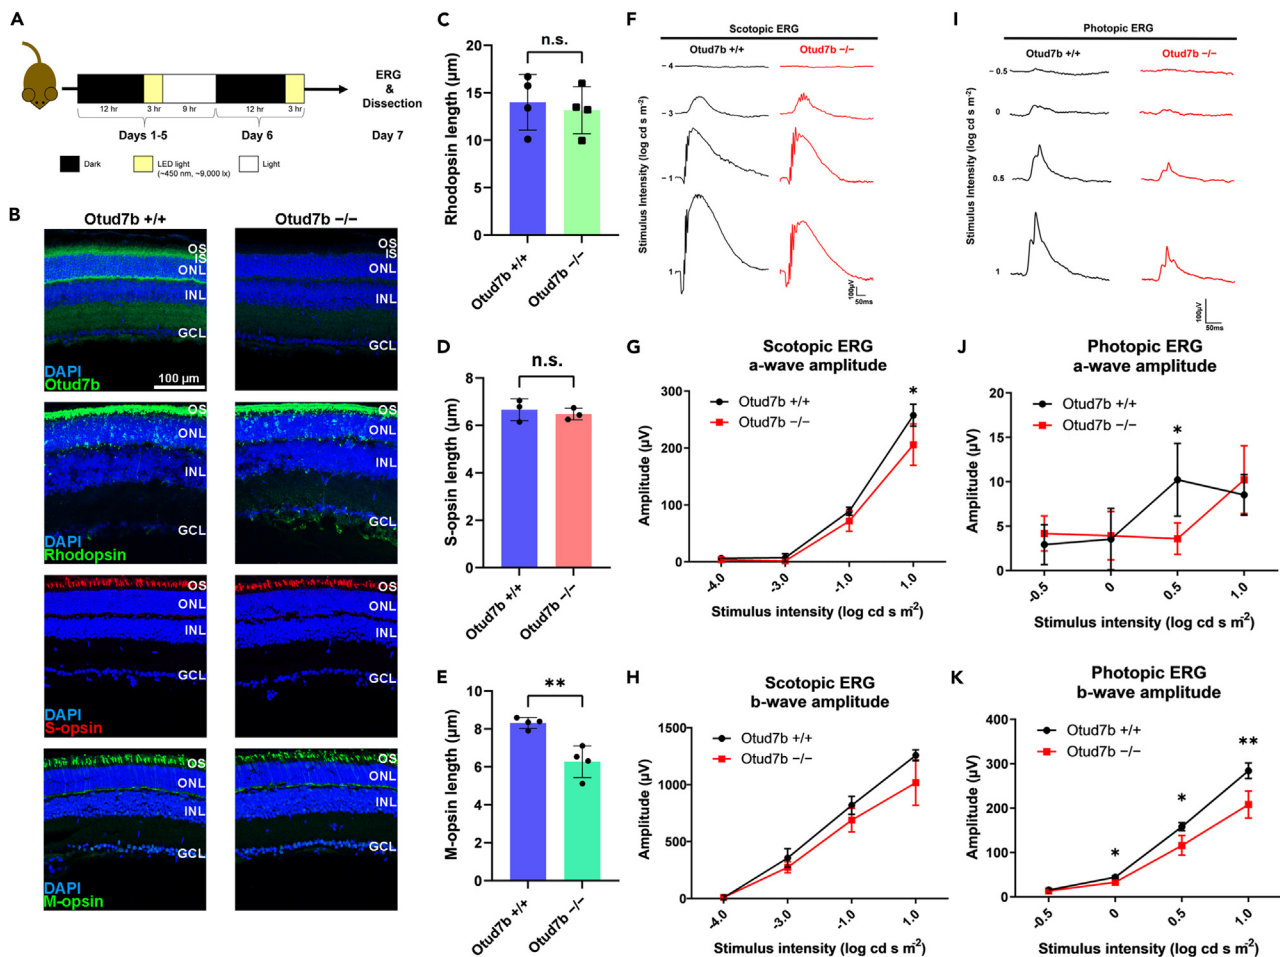 A
12 hr
3 hr
9 hr
12 hr
3 hr
ERG
&
Dissection
Days 1-5
Day 6
Day 7
Dark
LED light
(~450 nm, ~9,000 lx)
Light
B
Otud7b +/+
Otud7b −/−
OS
IS
ONL
INL
GCL
DAPI
Otud7b
100 µm
OS
IS
ONL
INL
GCL
OS
ONL
INL
GCL
DAPI
Rhodopsin
OS
ONL
INL
GCL
OS
ONL
INL
GCL
DAPI
S-opsin
OS
ONL
INL
GCL
OS
ONL
INL
GCL
DAPI
M-opsin
OS
ONL
INL
GCL
C
Rhodopsin length (µm)
20
15
10
5
0
n.s.
Otud7b +/+
Otud7b −/−
D
S-opsin length (µm)
8
6
4
2
0
n.s.
Otud7b +/+
Otud7b −/−
E
M-opsin length (µm)
10
8
6
4
2
0
**
Otud7b +/+
Otud7b −/−
F
Scotopic ERG
Otud7b +/+
Otud7b −/−
Stimulus Intensity (log cd s m⁻²)
− 4
− 3
− 1
1
100µV
50ms
G
Scotopic ERG
a-wave amplitude
Otud7b +/+
Otud7b −/−
*
Amplitude (µV)
300
200
100
0
-4.0
-3.0
-1.0
1.0
Stimulus intensity (log cd s m²)
H
Scotopic ERG
b-wave amplitude
Otud7b +/+
Otud7b −/−
Amplitude (µV)
1500
1000
500
0
-4.0
-3.0
-1.0
1.0
Stimulus intensity (log cd s m²)
I
Photopic ERG
Otud7b +/+
Otud7b −/−
Stimulus Intensity (log cd s m⁻²)
− 0.5
0
0.5
1
100µV
50ms
J
Photopic ERG
a-wave amplitude
Otud7b +/+
Otud7b −/−
*
Amplitude (µV)
20
15
10
5
0
-0.5
0
0.5
1.0
Stimulus intensity (log cd s m²)
K
Photopic ERG
b-wave amplitude
Otud7b +/+
Otud7b −/−
*
*
**
Amplitude (µV)
400
300
200
100
0
-0.5
0
0.5
1.0
Stimulus intensity (log cd s m²)